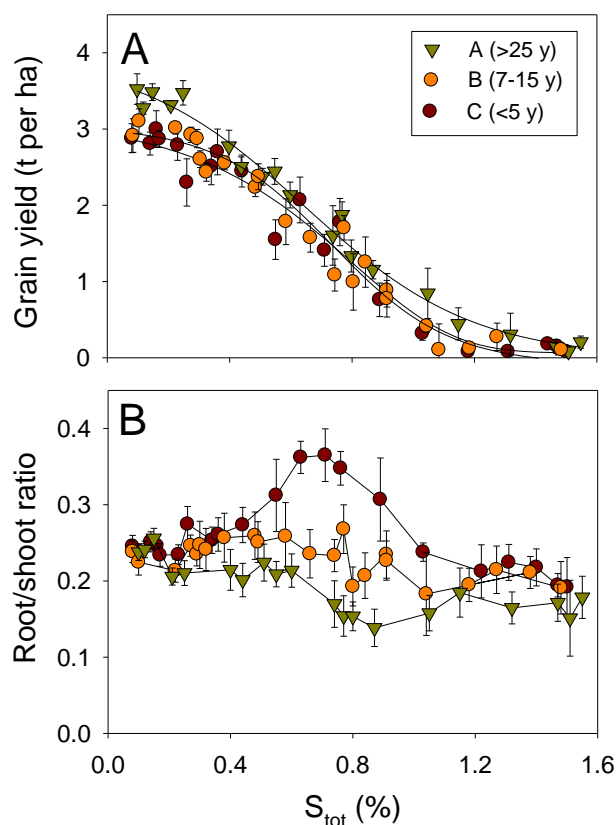 A
A (>25 y)
B (7-15 y)
C (<5 y)
Grain yield (t per ha)
4
3
2
1
0
B
Root/shoot ratio
0.4
0.3
0.2
0.1
0.0
0.0 0.4 0.8 1.2 1.6
S_tot (%)